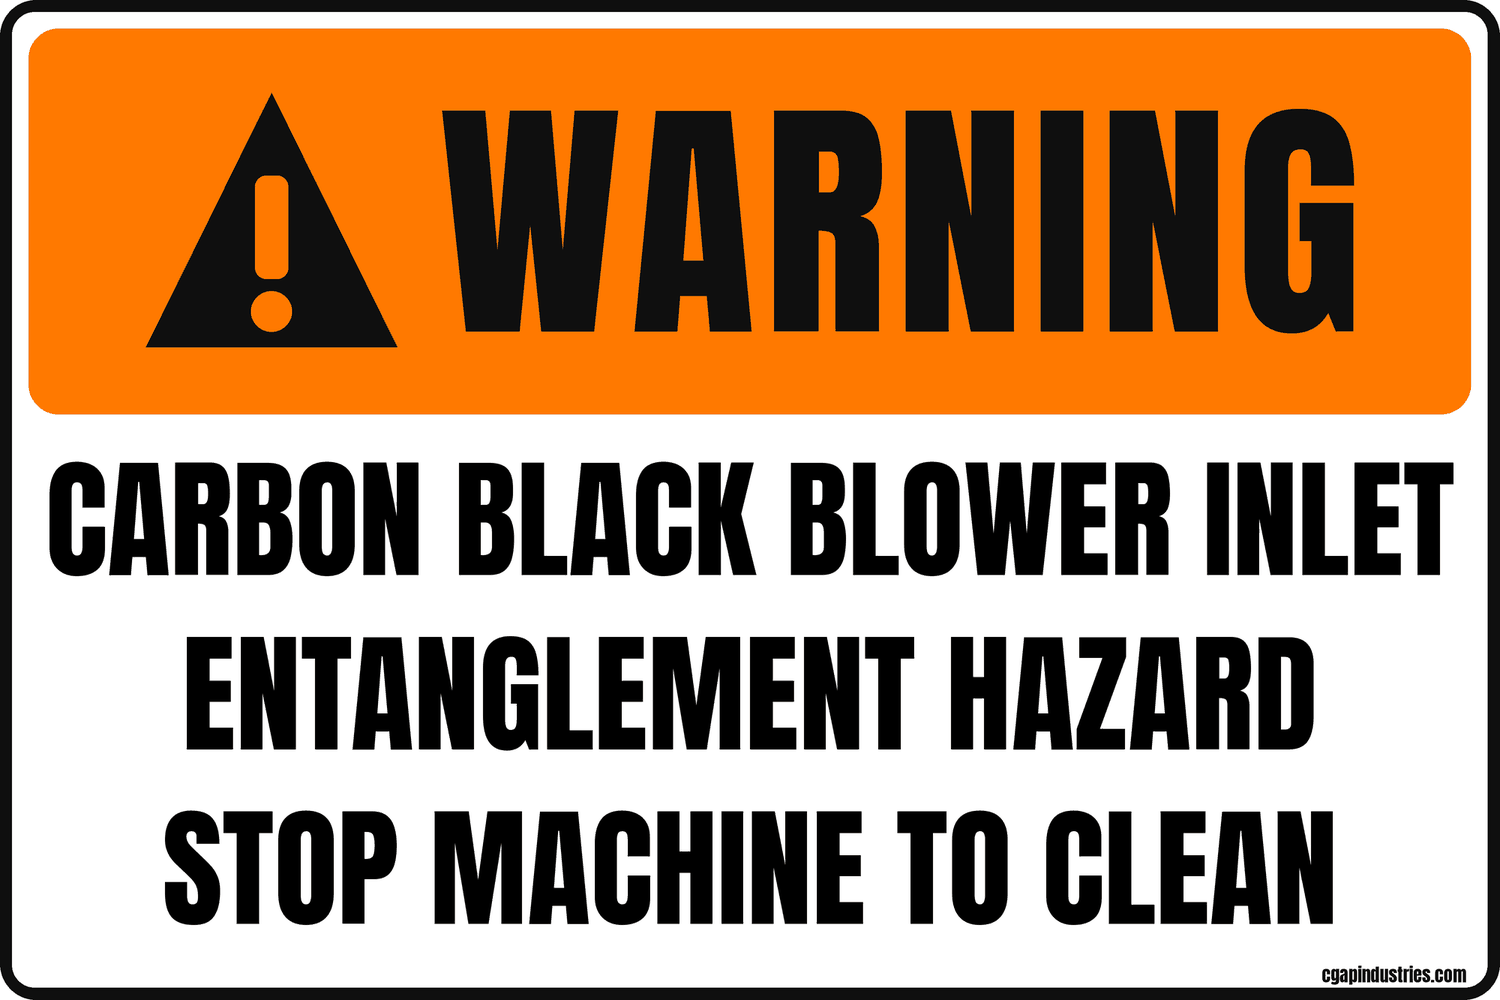 WARNING
CARBON BLACK BLOWER INLET
ENTANGLEMENT HAZARD
STOP MACHINE TO CLEAN
cgapindustries.com